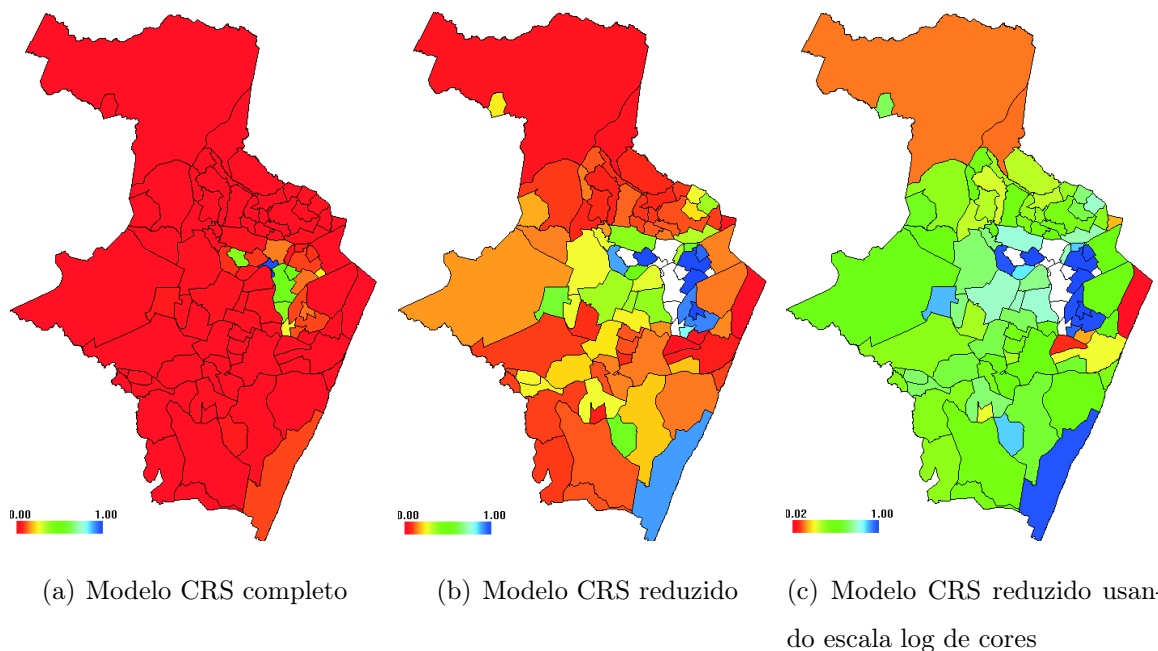 0.00 1.00
0.00 1.00
0.02 1.00
(a) Modelo CRS completo
(b) Modelo CRS reduzido
(c) Modelo CRS reduzido usan-
do escala log de cores